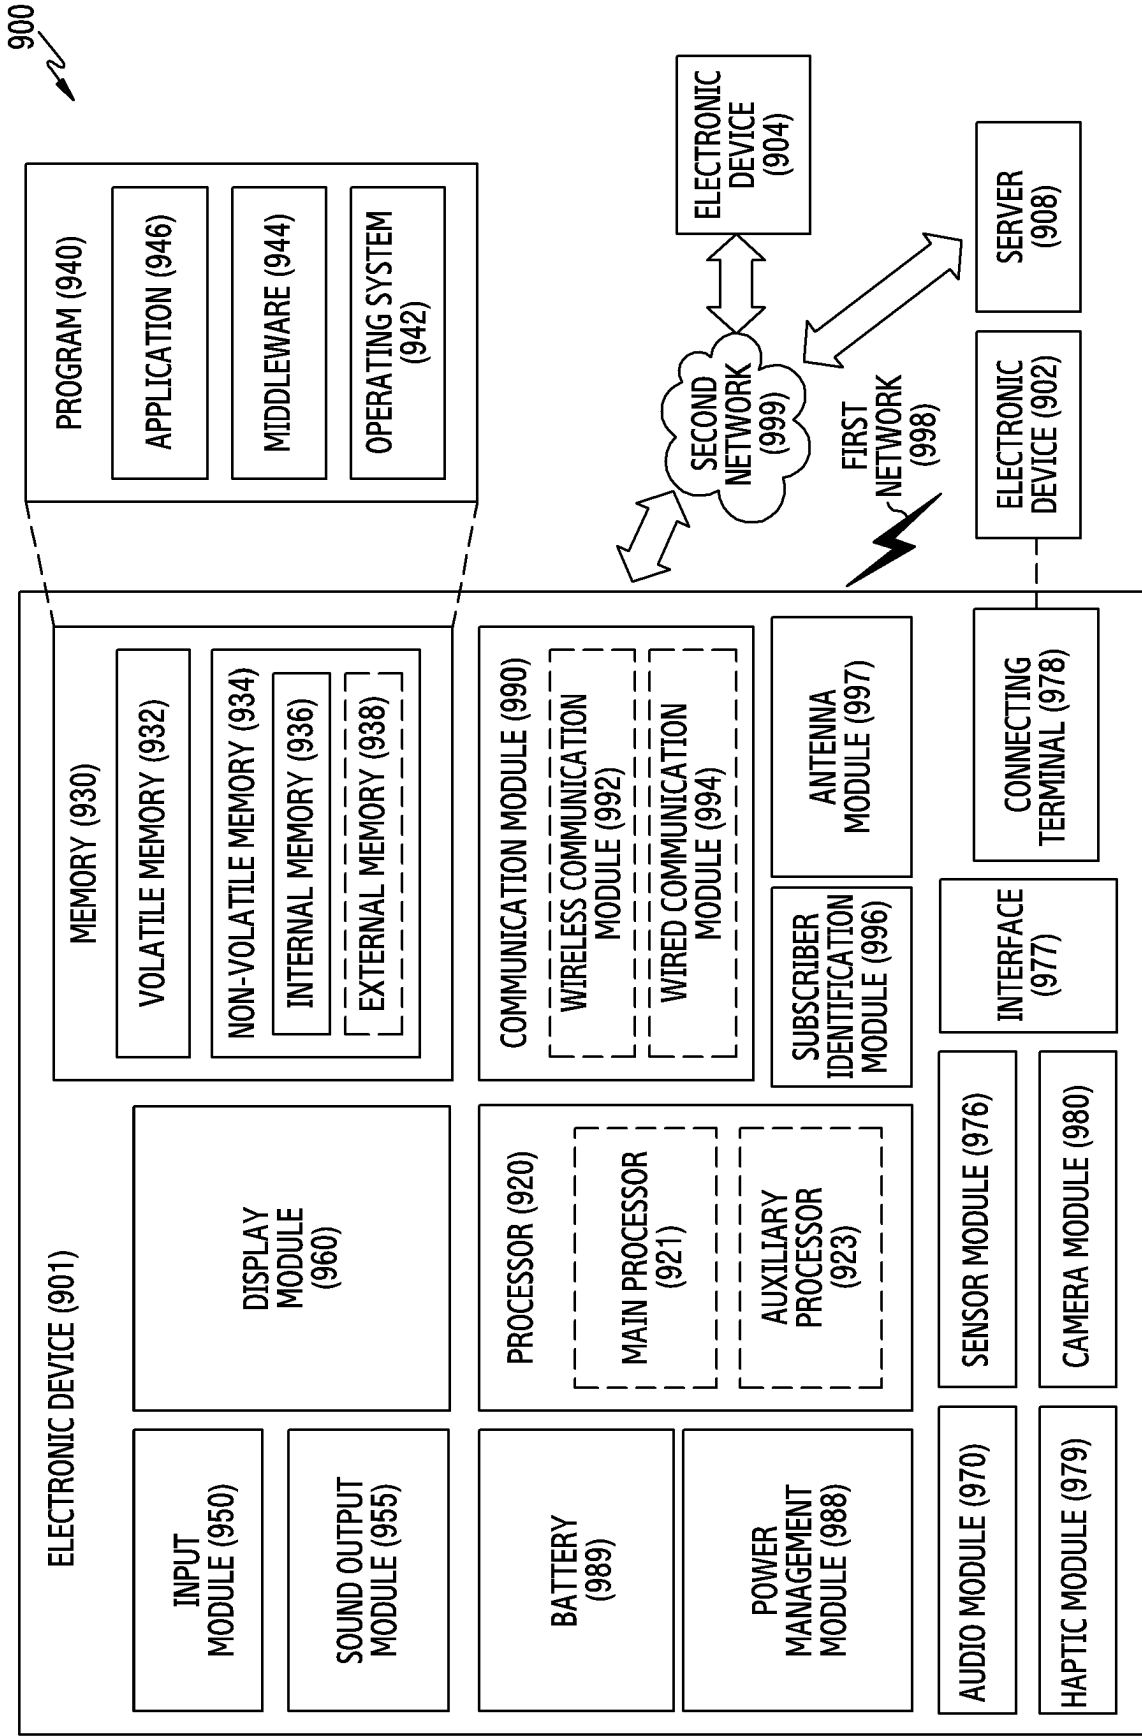 900
ELECTRONIC DEVICE (901)
INPUT
MODULE (950)
SOUND OUTPUT
MODULE (955)
DISPLAY
MODULE
(960)
MEMORY (930)
VOLATILE MEMORY (932)
NON-VOLATILE MEMORY (934)
INTERNAL MEMORY (936)
EXTERNAL MEMORY (938)
PROGRAM (940)
APPLICATION (946)
MIDDLEWARE (944)
OPERATING SYSTEM
(942)
BATTERY
(989)
POWER
MANAGEMENT
MODULE (988)
PROCESSOR (920)
MAIN PROCESSOR
(921)
AUXILIARY
PROCESSOR
(923)
COMMUNICATION MODULE (990)
WIRELESS COMMUNICATION
MODULE (992)
WIRED COMMUNICATION
MODULE (994)
SUBSCRIBER
IDENTIFICATION
MODULE (996)
ANTENNA
MODULE (997)
SECOND
NETWORK
(999)
ELECTRONIC
DEVICE
(904)
FIRST
NETWORK
(998)
AUDIO MODULE (970)
SENSOR MODULE (976)
HAPTIC MODULE (979)
CAMERA MODULE (980)
INTERFACE
(977)
CONNECTING
TERMINAL (978)
ELECTRONIC
DEVICE (902)
SERVER
(908)